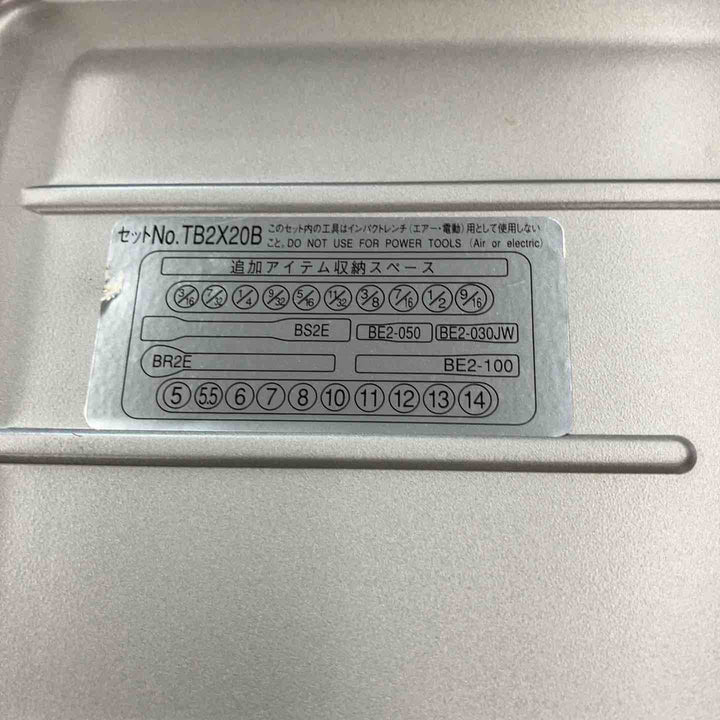 セットNo.TB2X20B このセット内の工具はインパクトレンチ(エアー・電動)用として使用しない
こと。DO NOT USE FOR POWER TOOLS (Air or electric)
追加アイテム収納スペース
3/16 7/32 1/4 9/32 5/16 11/32 3/8 7/16 1/2 9/16
BS2E BE2-050 BE2-030JW
BR2E BE2-100
5 5.5 6 7 8 10 11 12 13 14